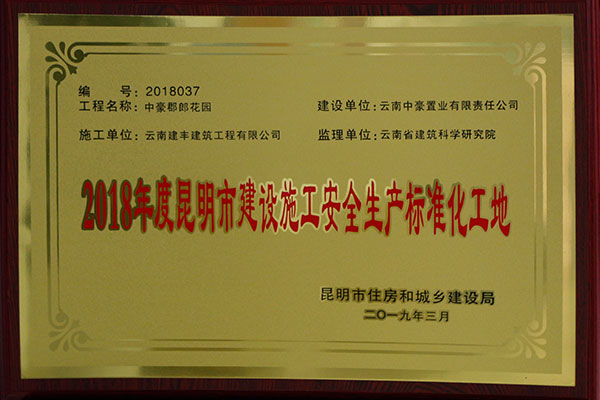 编 号：2018037
工程名称：中豪郡郎花园 建设单位：云南中豪置业有限责任公司
施工单位：云南建丰建筑工程有限公司 监理单位：云南省建筑科学研究院
2018年度昆明市建设施工安全生产标准化工地
昆明市住房和城乡建设局
二〇一九年三月